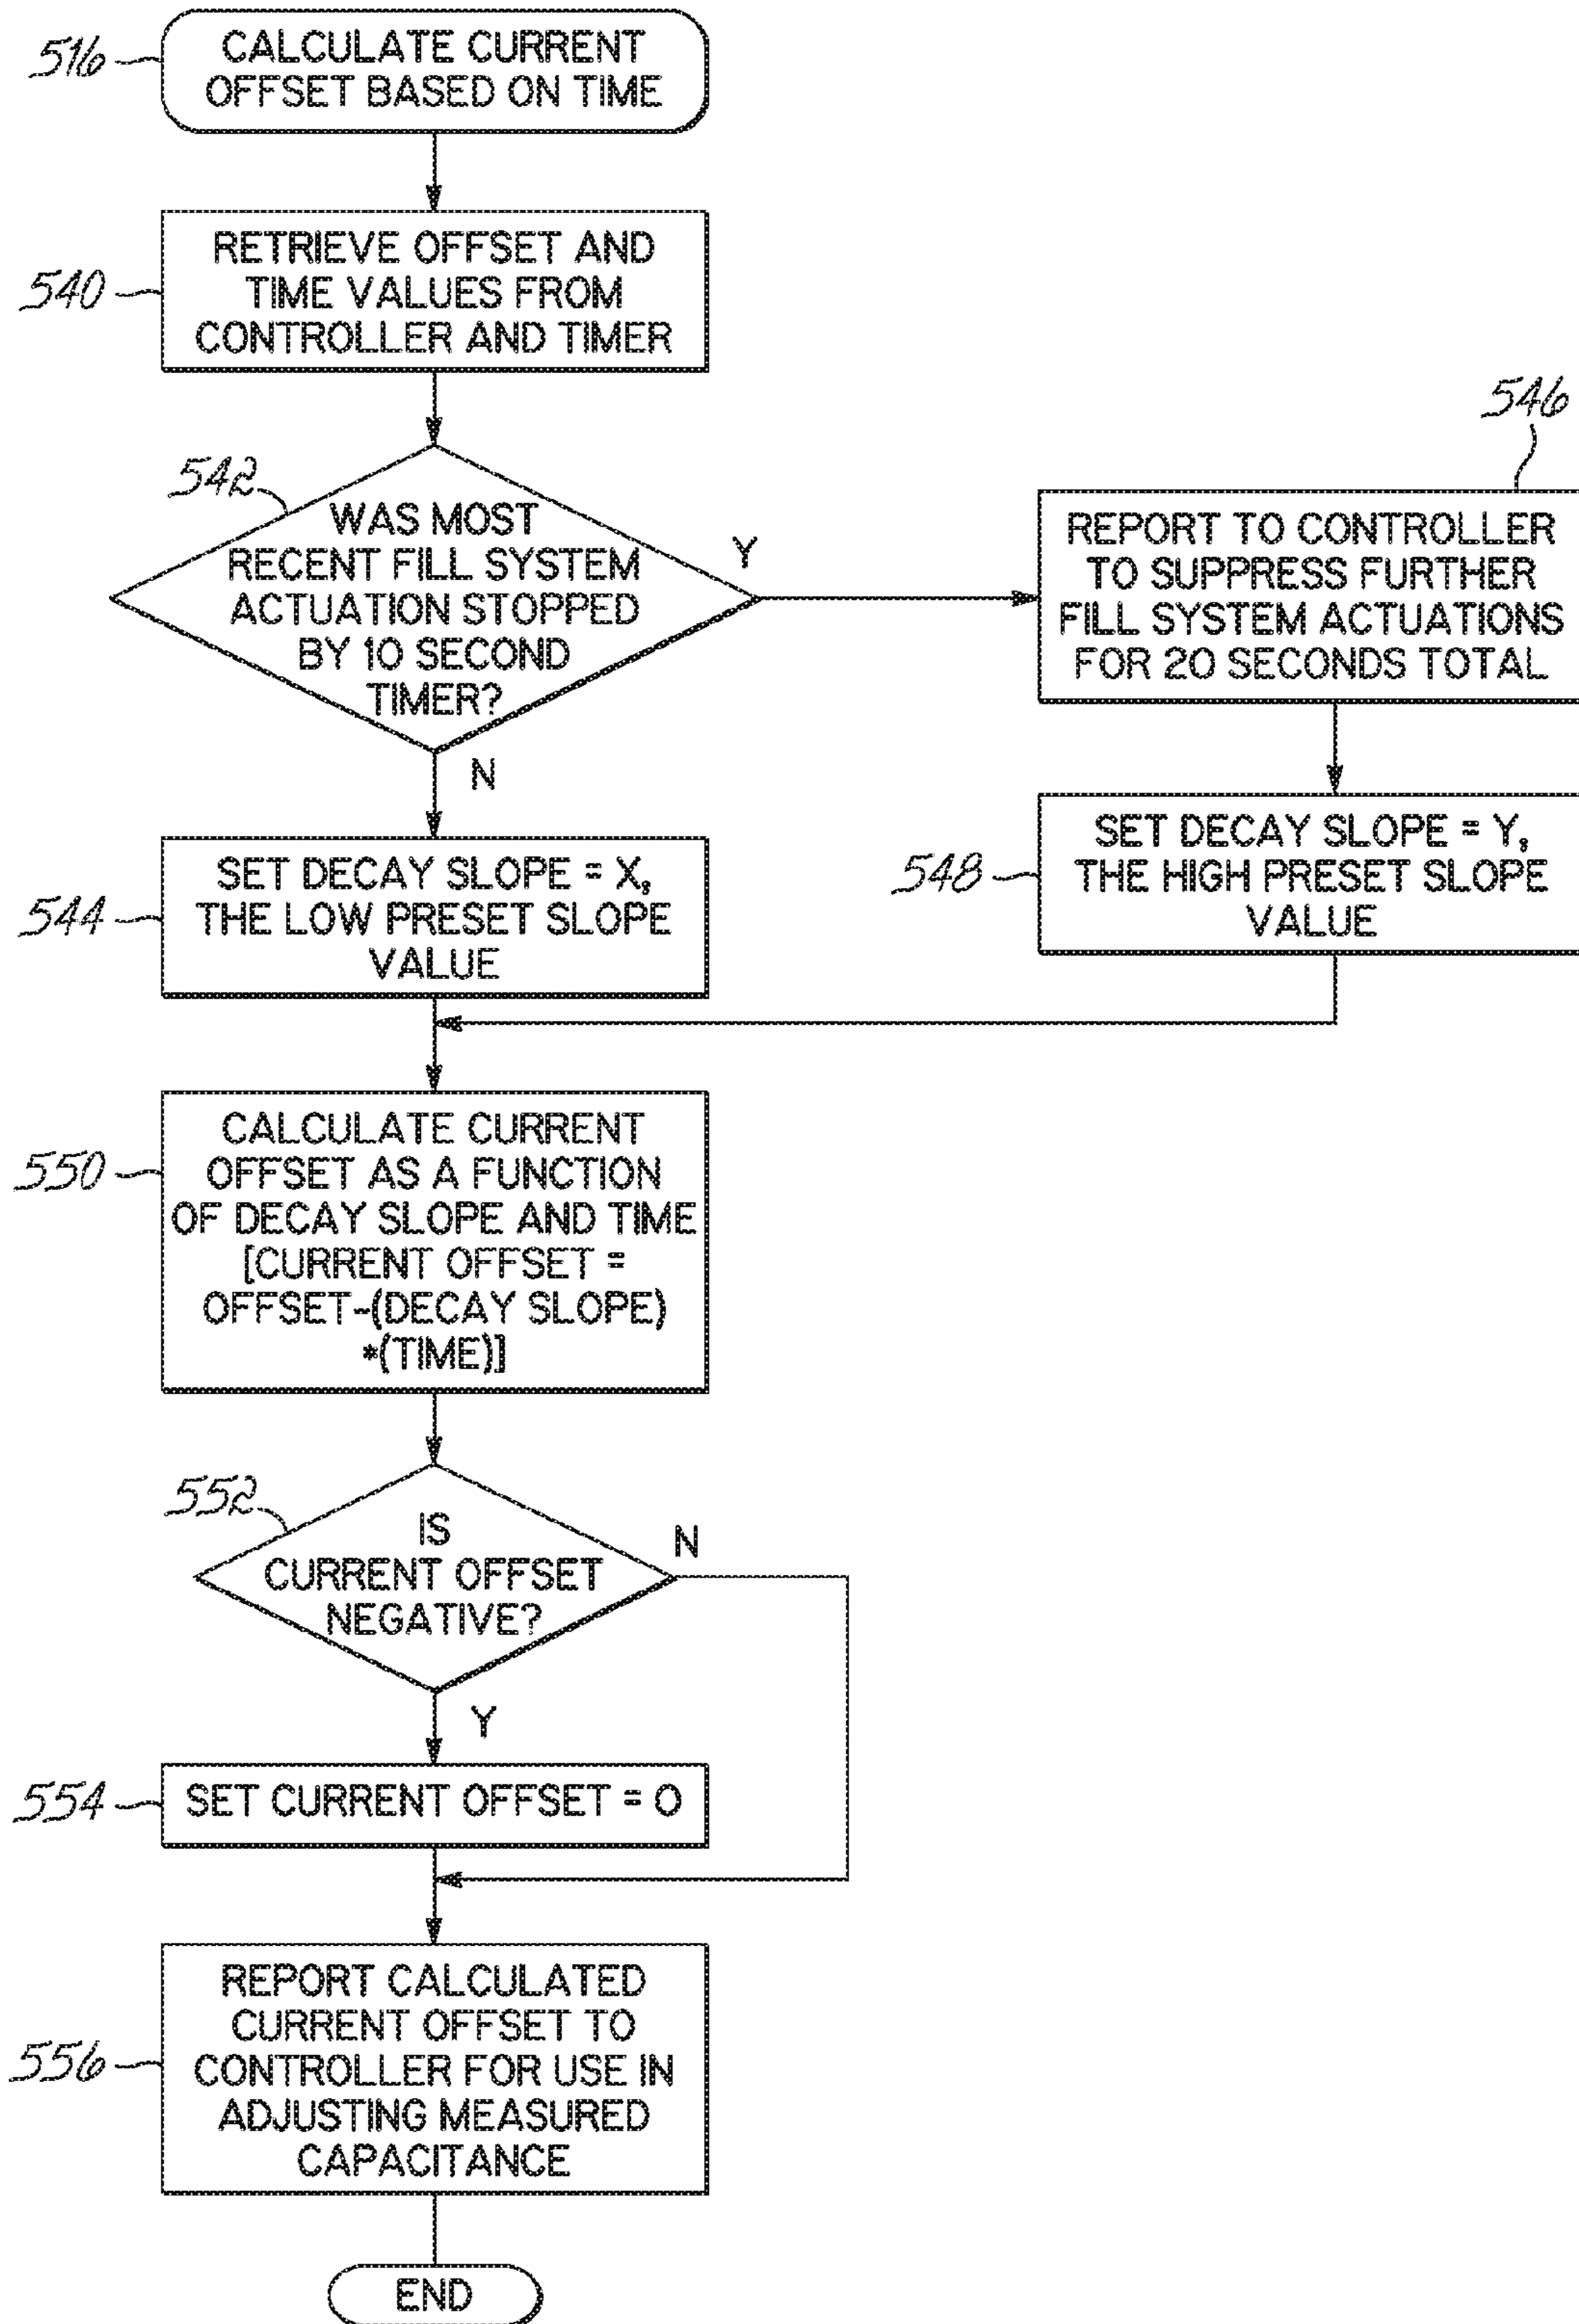 516
CALCULATE CURRENT
OFFSET BASED ON TIME
540
RETRIEVE OFFSET AND
TIME VALUES FROM
CONTROLLER AND TIMER
542
WAS MOST
RECENT FILL SYSTEM
ACTUATION STOPPED
BY 10 SECOND
TIMER?
Y
N
546
REPORT TO CONTROLLER
TO SUPPRESS FURTHER
FILL SYSTEM ACTUATIONS
FOR 20 SECONDS TOTAL
544
SET DECAY SLOPE = X,
THE LOW PRESET SLOPE
VALUE
548
SET DECAY SLOPE = Y,
THE HIGH PRESET SLOPE
VALUE
550
CALCULATE CURRENT
OFFSET AS A FUNCTION
OF DECAY SLOPE AND TIME
[CURRENT OFFSET =
OFFSET-(DECAY SLOPE)
*(TIME)]
552
IS
CURRENT OFFSET
NEGATIVE?
N
Y
554
SET CURRENT OFFSET = 0
556
REPORT CALCULATED
CURRENT OFFSET TO
CONTROLLER FOR USE IN
ADJUSTING MEASURED
CAPACITANCE
END